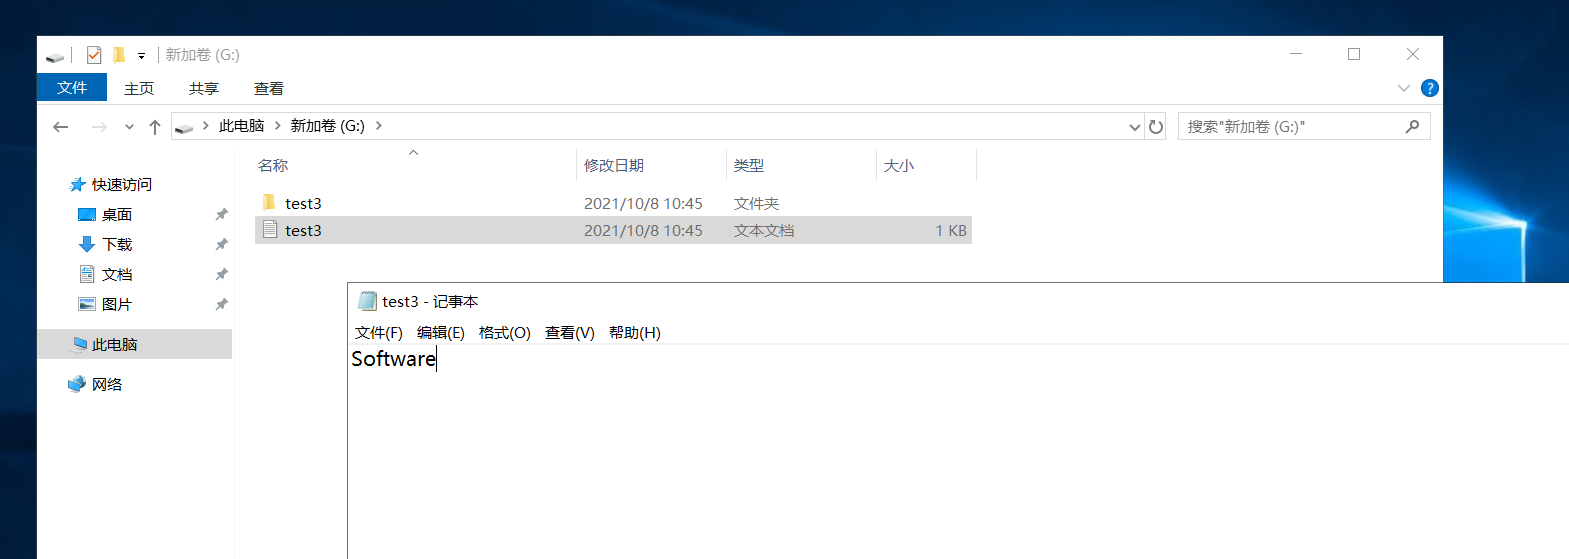 新加卷 (G:)
文件 主页 共享 查看
此电脑 新加卷 (G:) 搜索"新加卷 (G:)"
名称 修改日期 类型 大小
快速访问
桌面
下载
文档
图片
此电脑
网络
test3 2021/10/8 10:45 文件夹
test3 2021/10/8 10:45 文本文档 1 KB
test3 - 记事本
文件(F) 编辑(E) 格式(O) 查看(V) 帮助(H)
Software